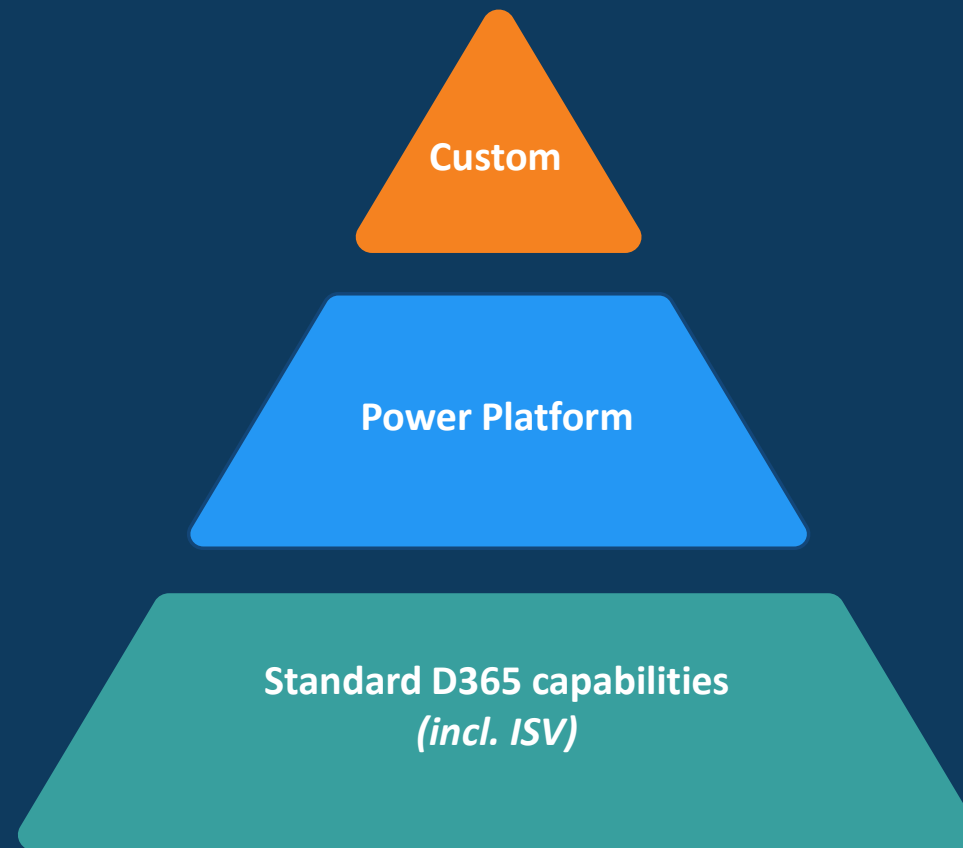 Custom
Power Platform
Standard D365 capabilities
(incl. ISV)